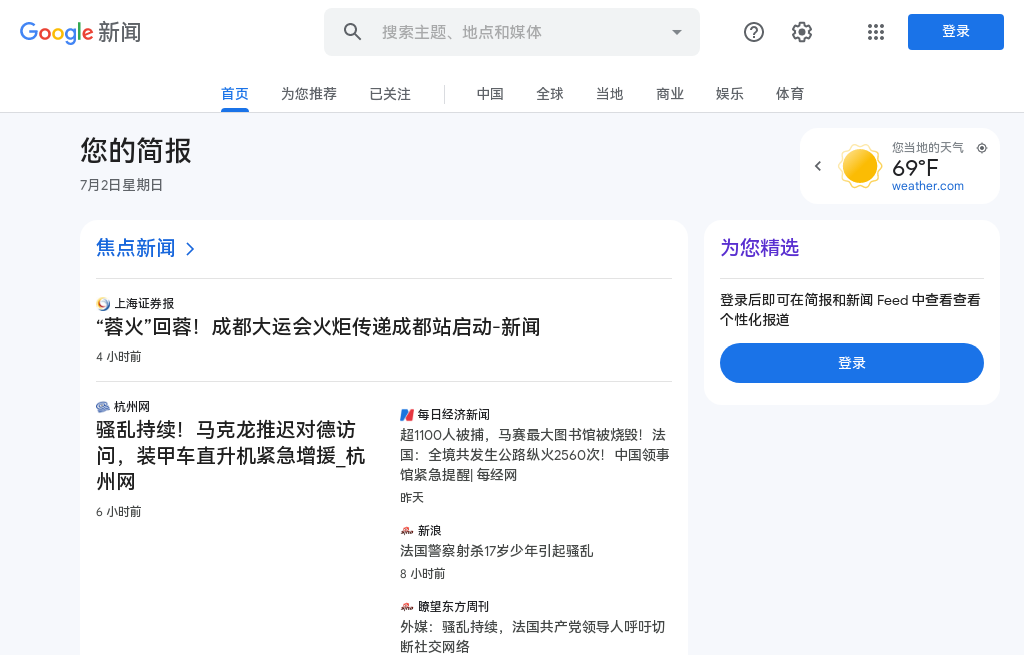 Google 新闻
搜索主题、地点和媒体
登录
首页 为您推荐 已关注 中国 全球 当地 商业 娱乐 体育
您的简报
7月2日星期日
您当地的天气
69°F
weather.com
焦点新闻
上海证券报
“蓉火”回蓉！成都大运会火炬传递成都站启动-新闻
4 小时前
杭州网
骚乱持续！马克龙推迟对德访
问，装甲车直升机紧急增援_杭
州网
6 小时前
每日经济新闻
超1100人被捕，马赛最大图书馆被烧毁！法
国：全境共发生公路纵火2560次！中国领事
馆紧急提醒| 每经网
昨天
新浪
法国警察射杀17岁少年引起骚乱
8 小时前
瞭望东方周刊
外媒：骚乱持续，法国共产党领导人呼吁切
断社交网络
为您精选
登录后即可在简报和新闻 Feed 中查看查看
个性化报道
登录